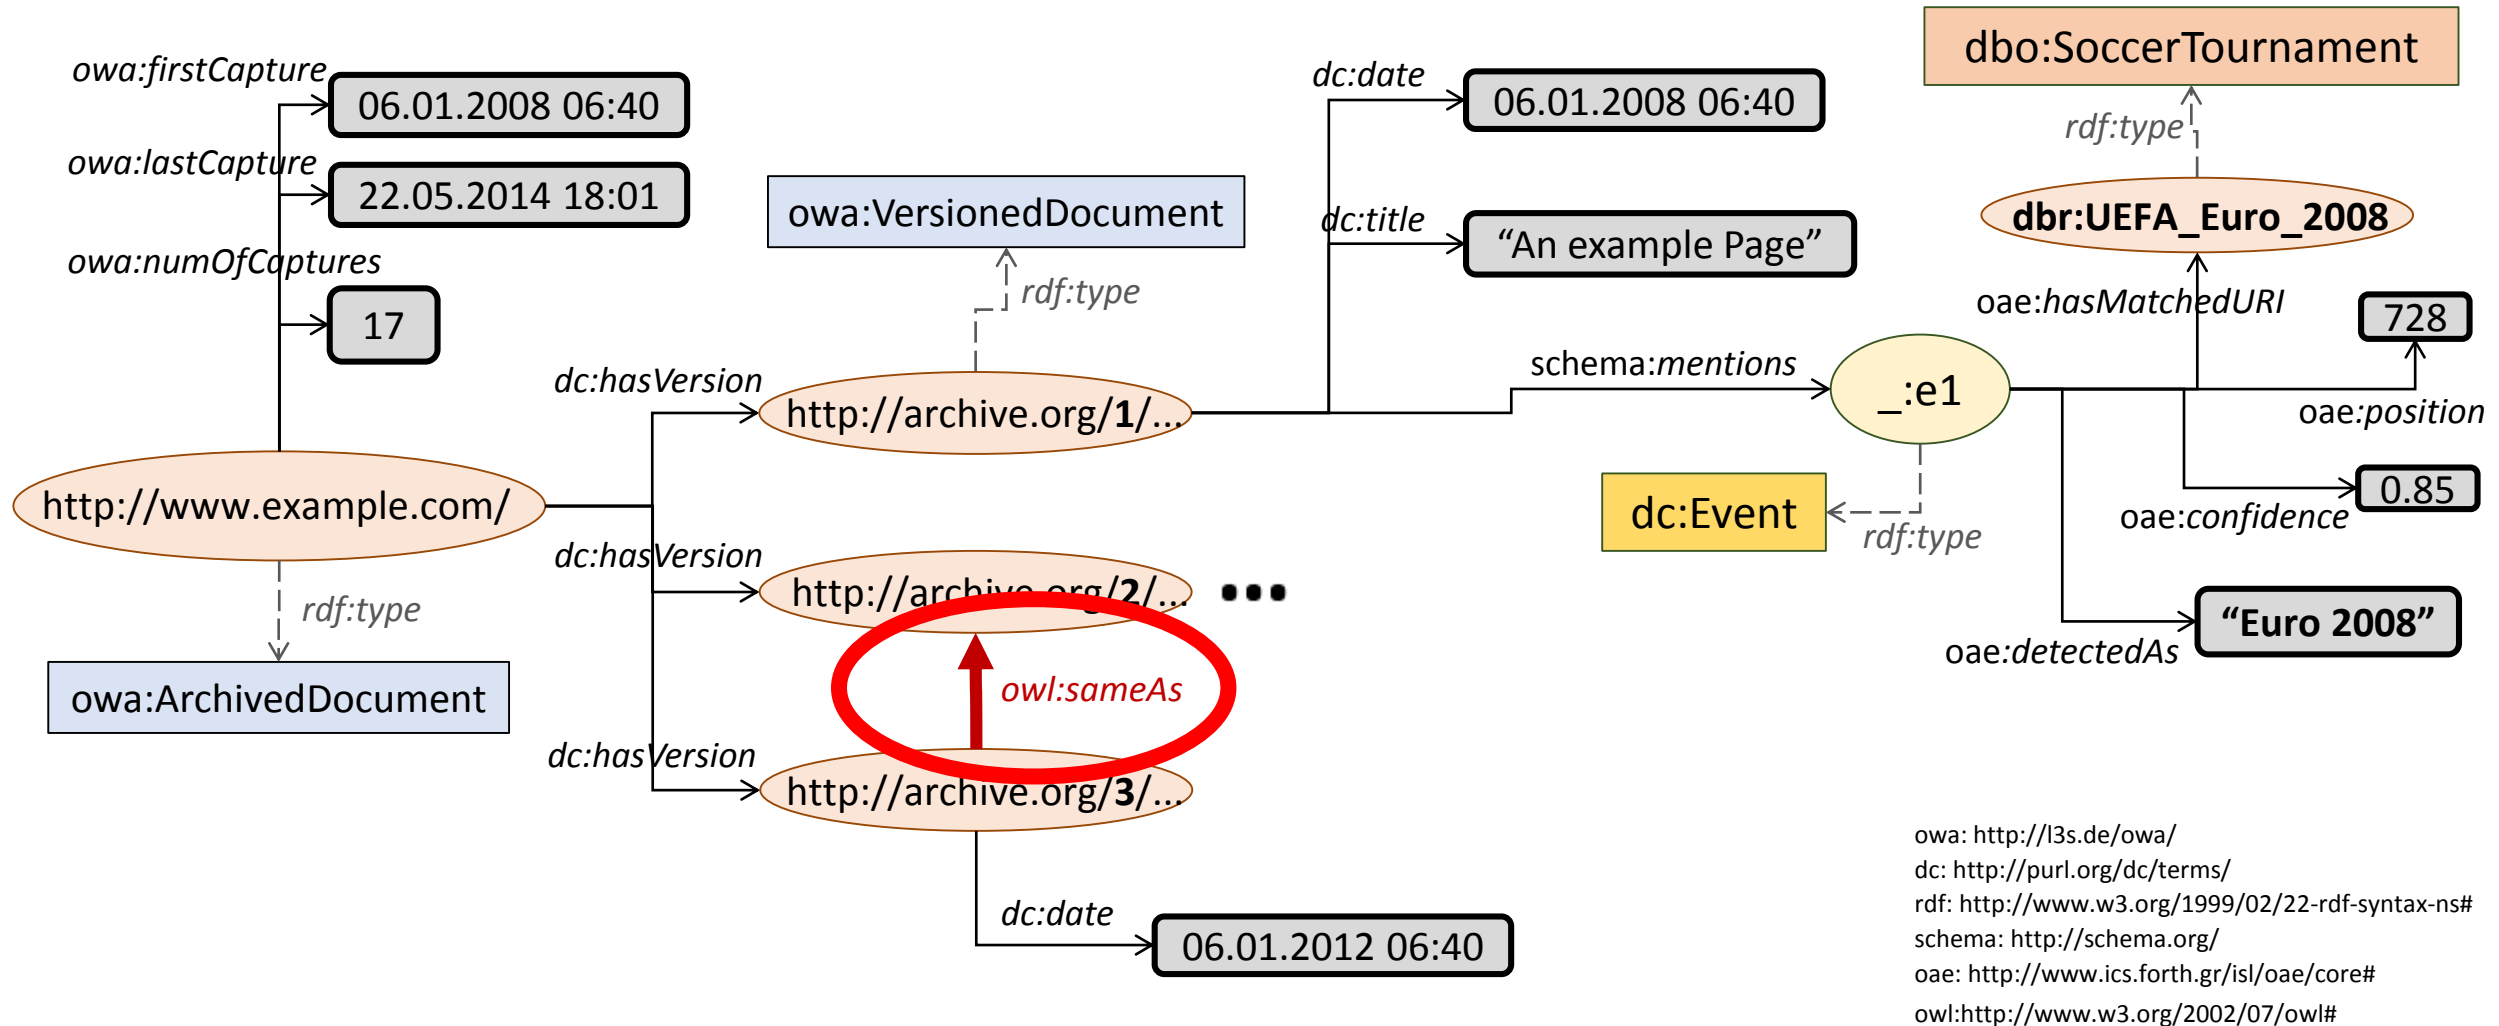 owa:firstCapture
06.01.2008 06:40
owa:lastCapture
22.05.2014 18:01
owa:numOfCaptures
17
http://www.example.com/
rdf:type
owa:ArchivedDocument
owa:VersionedDocument
rdf:type
dc:hasVersion
http://archive.org/1/...
dc:hasVersion
http://archive.org/2/...
...
owl:sameAs
dc:hasVersion
http://archive.org/3/...
dc:date
06.01.2012 06:40
dc:date
06.01.2008 06:40
dc:title
“An example Page”
schema:mentions
_:e1
rdf:type
dc:Event
dbo:SoccerTournament
rdf:type
dbr:UEFA_Euro_2008
oae:hasMatchedURI
728
oae:position
0.85
oae:confidence
“Euro 2008”
oae:detectedAs
owa: http://l3s.de/owa/
dc: http://purl.org/dc/terms/
rdf: http://www.w3.org/1999/02/22-rdf-syntax-ns#
schema: http://schema.org/
oae: http://www.ics.forth.gr/isl/oae/core#
owl:http://www.w3.org/2002/07/owl#